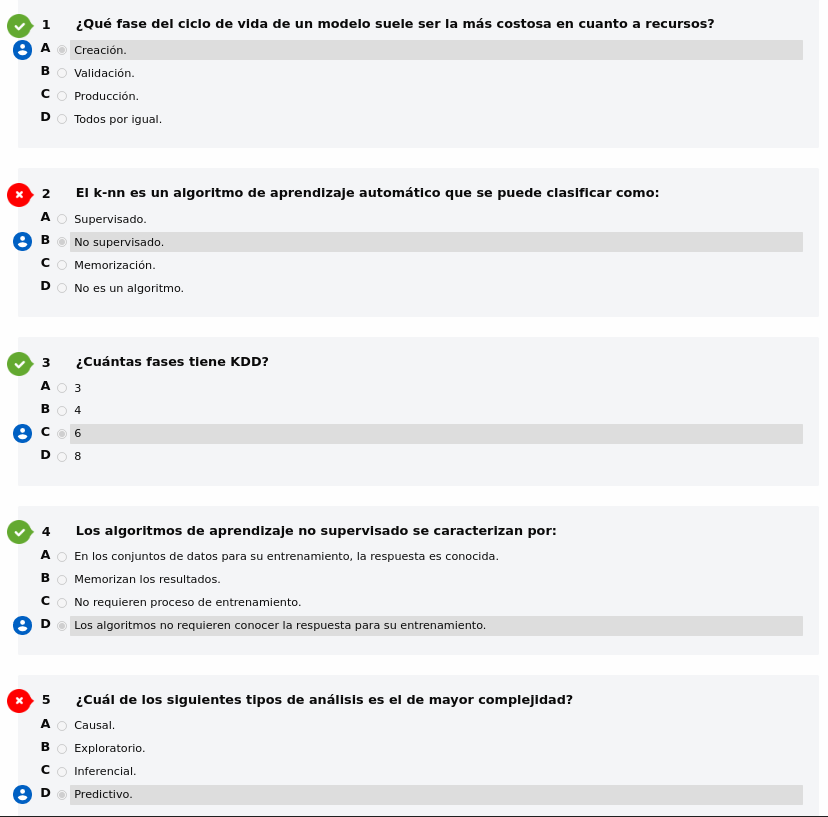 1 ¿Qué fase del ciclo de vida de un modelo suele ser la más costosa en cuanto a recursos?
A Creación.
B Validación.
C Producción.
D Todos por igual.
2 El k-nn es un algoritmo de aprendizaje automático que se puede clasificar como:
A Supervisado.
B No supervisado.
C Memorización.
D No es un algoritmo.
3 ¿Cuántas fases tiene KDD?
A 3
B 4
C 6
D 8
4 Los algoritmos de aprendizaje no supervisado se caracterizan por:
A En los conjuntos de datos para su entrenamiento, la respuesta es conocida.
B Memorizan los resultados.
C No requieren proceso de entrenamiento.
D Los algoritmos no requieren conocer la respuesta para su entrenamiento.
5 ¿Cuál de los siguientes tipos de análisis es el de mayor complejidad?
A Causal.
B Exploratorio.
C Inferencial.
D Predictivo.